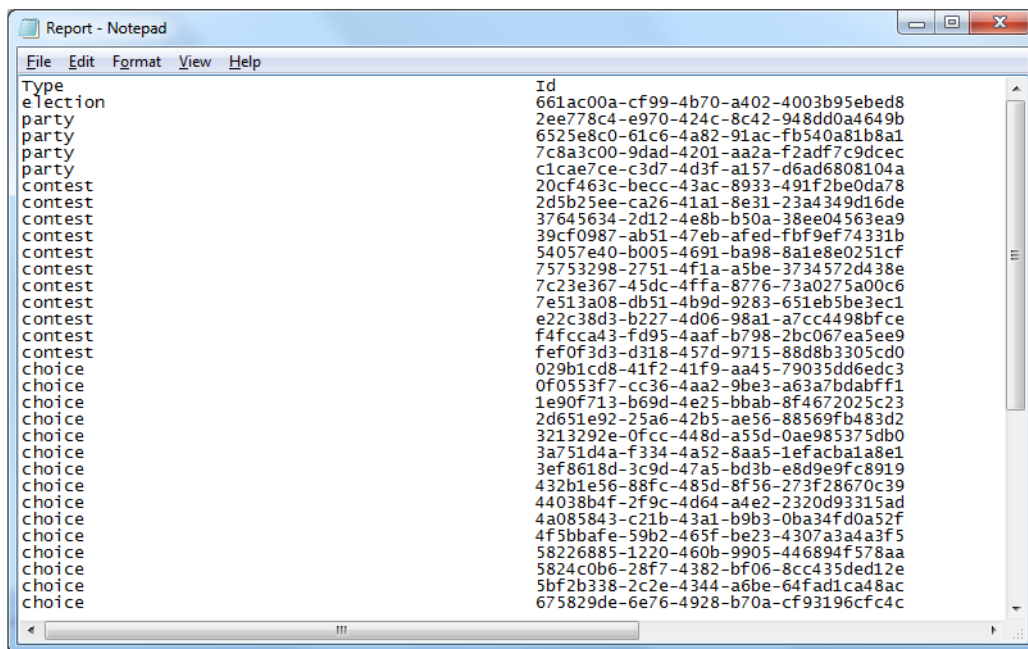 Report - Notepad
File Edit Format View Help
Type Id
election 661ac00a-cf99-4b70-a402-4003b95ebed8
party 2ee778c4-e970-424c-8c42-948dd0a4649b
party 6525e8c0-61c6-4a82-91ac-fb540a81b8a1
party 7c8a3c00-9dad-4201-aa2a-f2adf7c9dcec
party c1cae7ce-c3d7-4d3f-a157-d6ad6808104a
contest 20cf463c-becc-43ac-8933-491f2be0da78
contest 2d5b25ee-ca26-41a1-8e31-23a4349d16de
contest 37645634-2d12-4e8b-b50a-38ee04563ea9
contest 39cf0987-ab51-47eb-afed-fbf9ef74331b
contest 54057e40-b005-4691-ba98-8a1e8e0251cf
contest 75753298-2751-4f1a-a5be-3734572d438e
contest 7c23e367-45dc-4ffa-8776-73a0275a00c6
contest 7e513a08-db51-4b9d-9283-651eb5be3ec1
contest e22c38d3-b227-4d06-98a1-a7cc4498bfce
contest f4fcca43-fd95-4aaf-b798-2bc067ea5ee9
contest fef0f3d3-d318-457d-9715-88d8b3305cd0
choice 029b1cd8-41f2-41f9-aa45-79035dd6edc3
choice 0f0553f7-cc36-4aa2-9be3-a63a7bdabff1
choice 1e90f713-b69d-4e25-bbab-8f4672025c23
choice 2d651e92-25a6-42b5-ae56-88569fb483d2
choice 3213292e-0fcc-448d-a55d-0ae985375db0
choice 3a751d4a-f334-4a52-8aa5-1efacba1a8e1
choice 3ef8618d-3c9d-47a5-bd3b-e8d9e9fc8919
choice 432b1e56-88fc-485d-8f56-273f28670c39
choice 44038b4f-2f9c-4d64-a4e2-2320d93315ad
choice 4a085843-c21b-43a1-b9b3-0ba34fd0a52f
choice 4f5bbafe-59b2-465f-be23-4307a3a4a3f5
choice 58226885-1220-460b-9905-446894f578aa
choice 5824c0b6-28f7-4382-bf06-8cc435ded12e
choice 5bf2b338-2c2e-4344-a6be-64fad1ca48ac
choice 675829de-6e76-4928-b70a-cf93196cfc4c